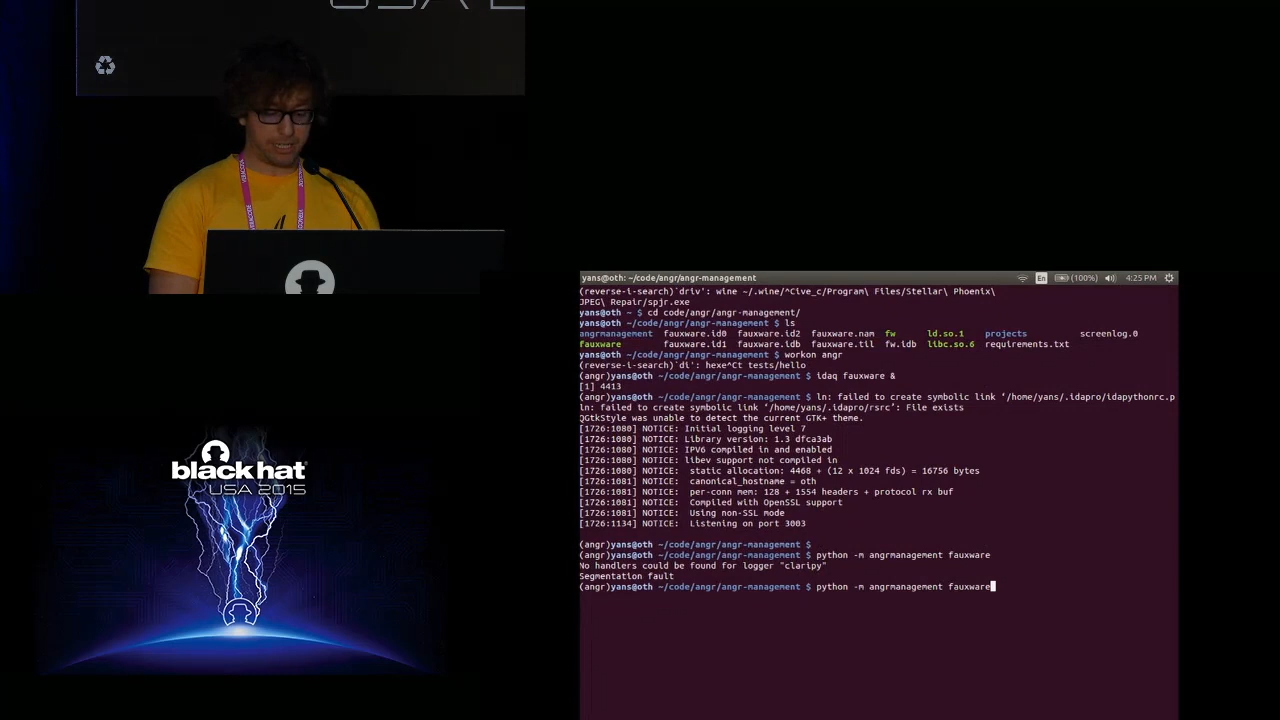 USA 2
yans@oth: ~/code/angr/angr-management
En
(100%)
4:25 PM
(reverse-i-search)`driv': wine ~/.wine/^Cive_c/Program\ Files/Stellar\ Phoenix\
JPEG\ Repair/spjr.exe
yans@oth ~ $ cd code/angr/angr-management/
yans@oth ~/code/angr/angr-management $ ls
angrmanagement fauxware.id0 fauxware.id2 fauxware.nam fw ld.so.1 projects screenlog.0
fauxware fauxware.id1 fauxware.idb fauxware.til fw.idb libc.so.6 requirements.txt
yans@oth ~/code/angr/angr-management $ workon angr
(reverse-i-search)`di': hexe^Ct tests/hello
(angr)yans@oth ~/code/angr/angr-management $ idaq fauxware &
[1] 4413
(angr)yans@oth ~/code/angr/angr-management $ ln: failed to create symbolic link ‘/home/yans/.idapro/idapythonrc.p
ln: failed to create symbolic link ‘/home/yans/.idapro/rsrc’: File exists
QGtkStyle was unable to detect the current GTK+ theme.
[1726:1080] NOTICE: Initial logging level 7
[1726:1080] NOTICE: Library version: 1.3 dfca3ab
[1726:1080] NOTICE: IPV6 compiled in and enabled
[1726:1080] NOTICE: libev support not compiled in
[1726:1080] NOTICE:  static allocation: 4488 + (12 x 1024 fds) = 16756 bytes
[1726:1081] NOTICE:  canonical_hostname = oth
[1726:1081] NOTICE:  per-conn mem: 128 + 1554 headers + protocol rx buf
[1726:1081] NOTICE:  Compiled with OpenSSL support
[1726:1081] NOTICE:  Using non-SSL mode
[1726:1134] NOTICE:  Listening on port 3003
(angr)yans@oth ~/code/angr/angr-management $
(angr)yans@oth ~/code/angr/angr-management $ python -m angrmanagement fauxware
No handlers could be found for logger "claripy"
Segmentation fault
(angr)yans@oth ~/code/angr/angr-management $ python -m angrmanagement fauxware
black hat
USA 2015